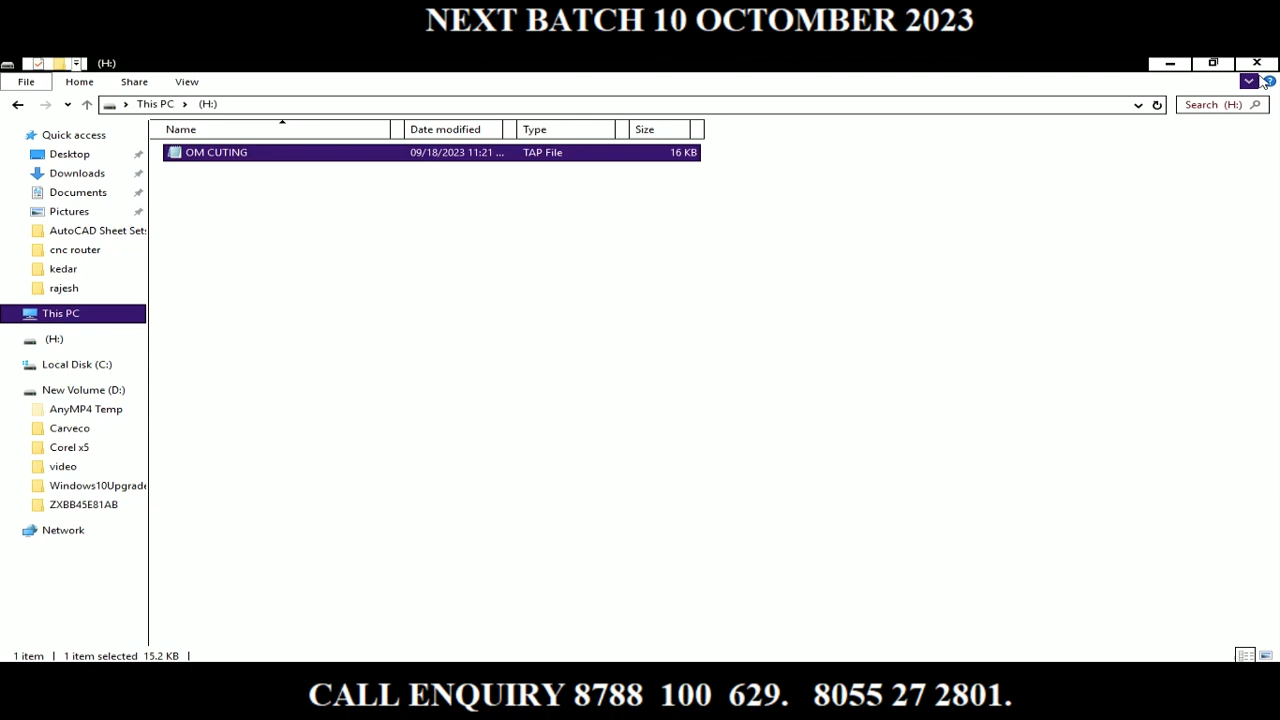 NEXT BATCH 10 OCTOMBER 2023
(H:)
File Home Share View
This PC (H:)
Search (H:)
Name Date modified Type Size
OM CUTING 09/18/2023 11:21 ... TAP File 16 KB
Quick access
Desktop
Downloads
Documents
Pictures
AutoCAD Sheet Sets
cnc router
kedar
rajesh
This PC
(H:)
Local Disk (C:)
New Volume (D:)
AnyMP4 Temp
Carveco
Corel x5
video
Windows10Upgrade
ZXBB45E81AB
Network
1 item 1 item selected 15.2 KB
CALL ENQUIRY 8788 100 629. 8055 27 2801.